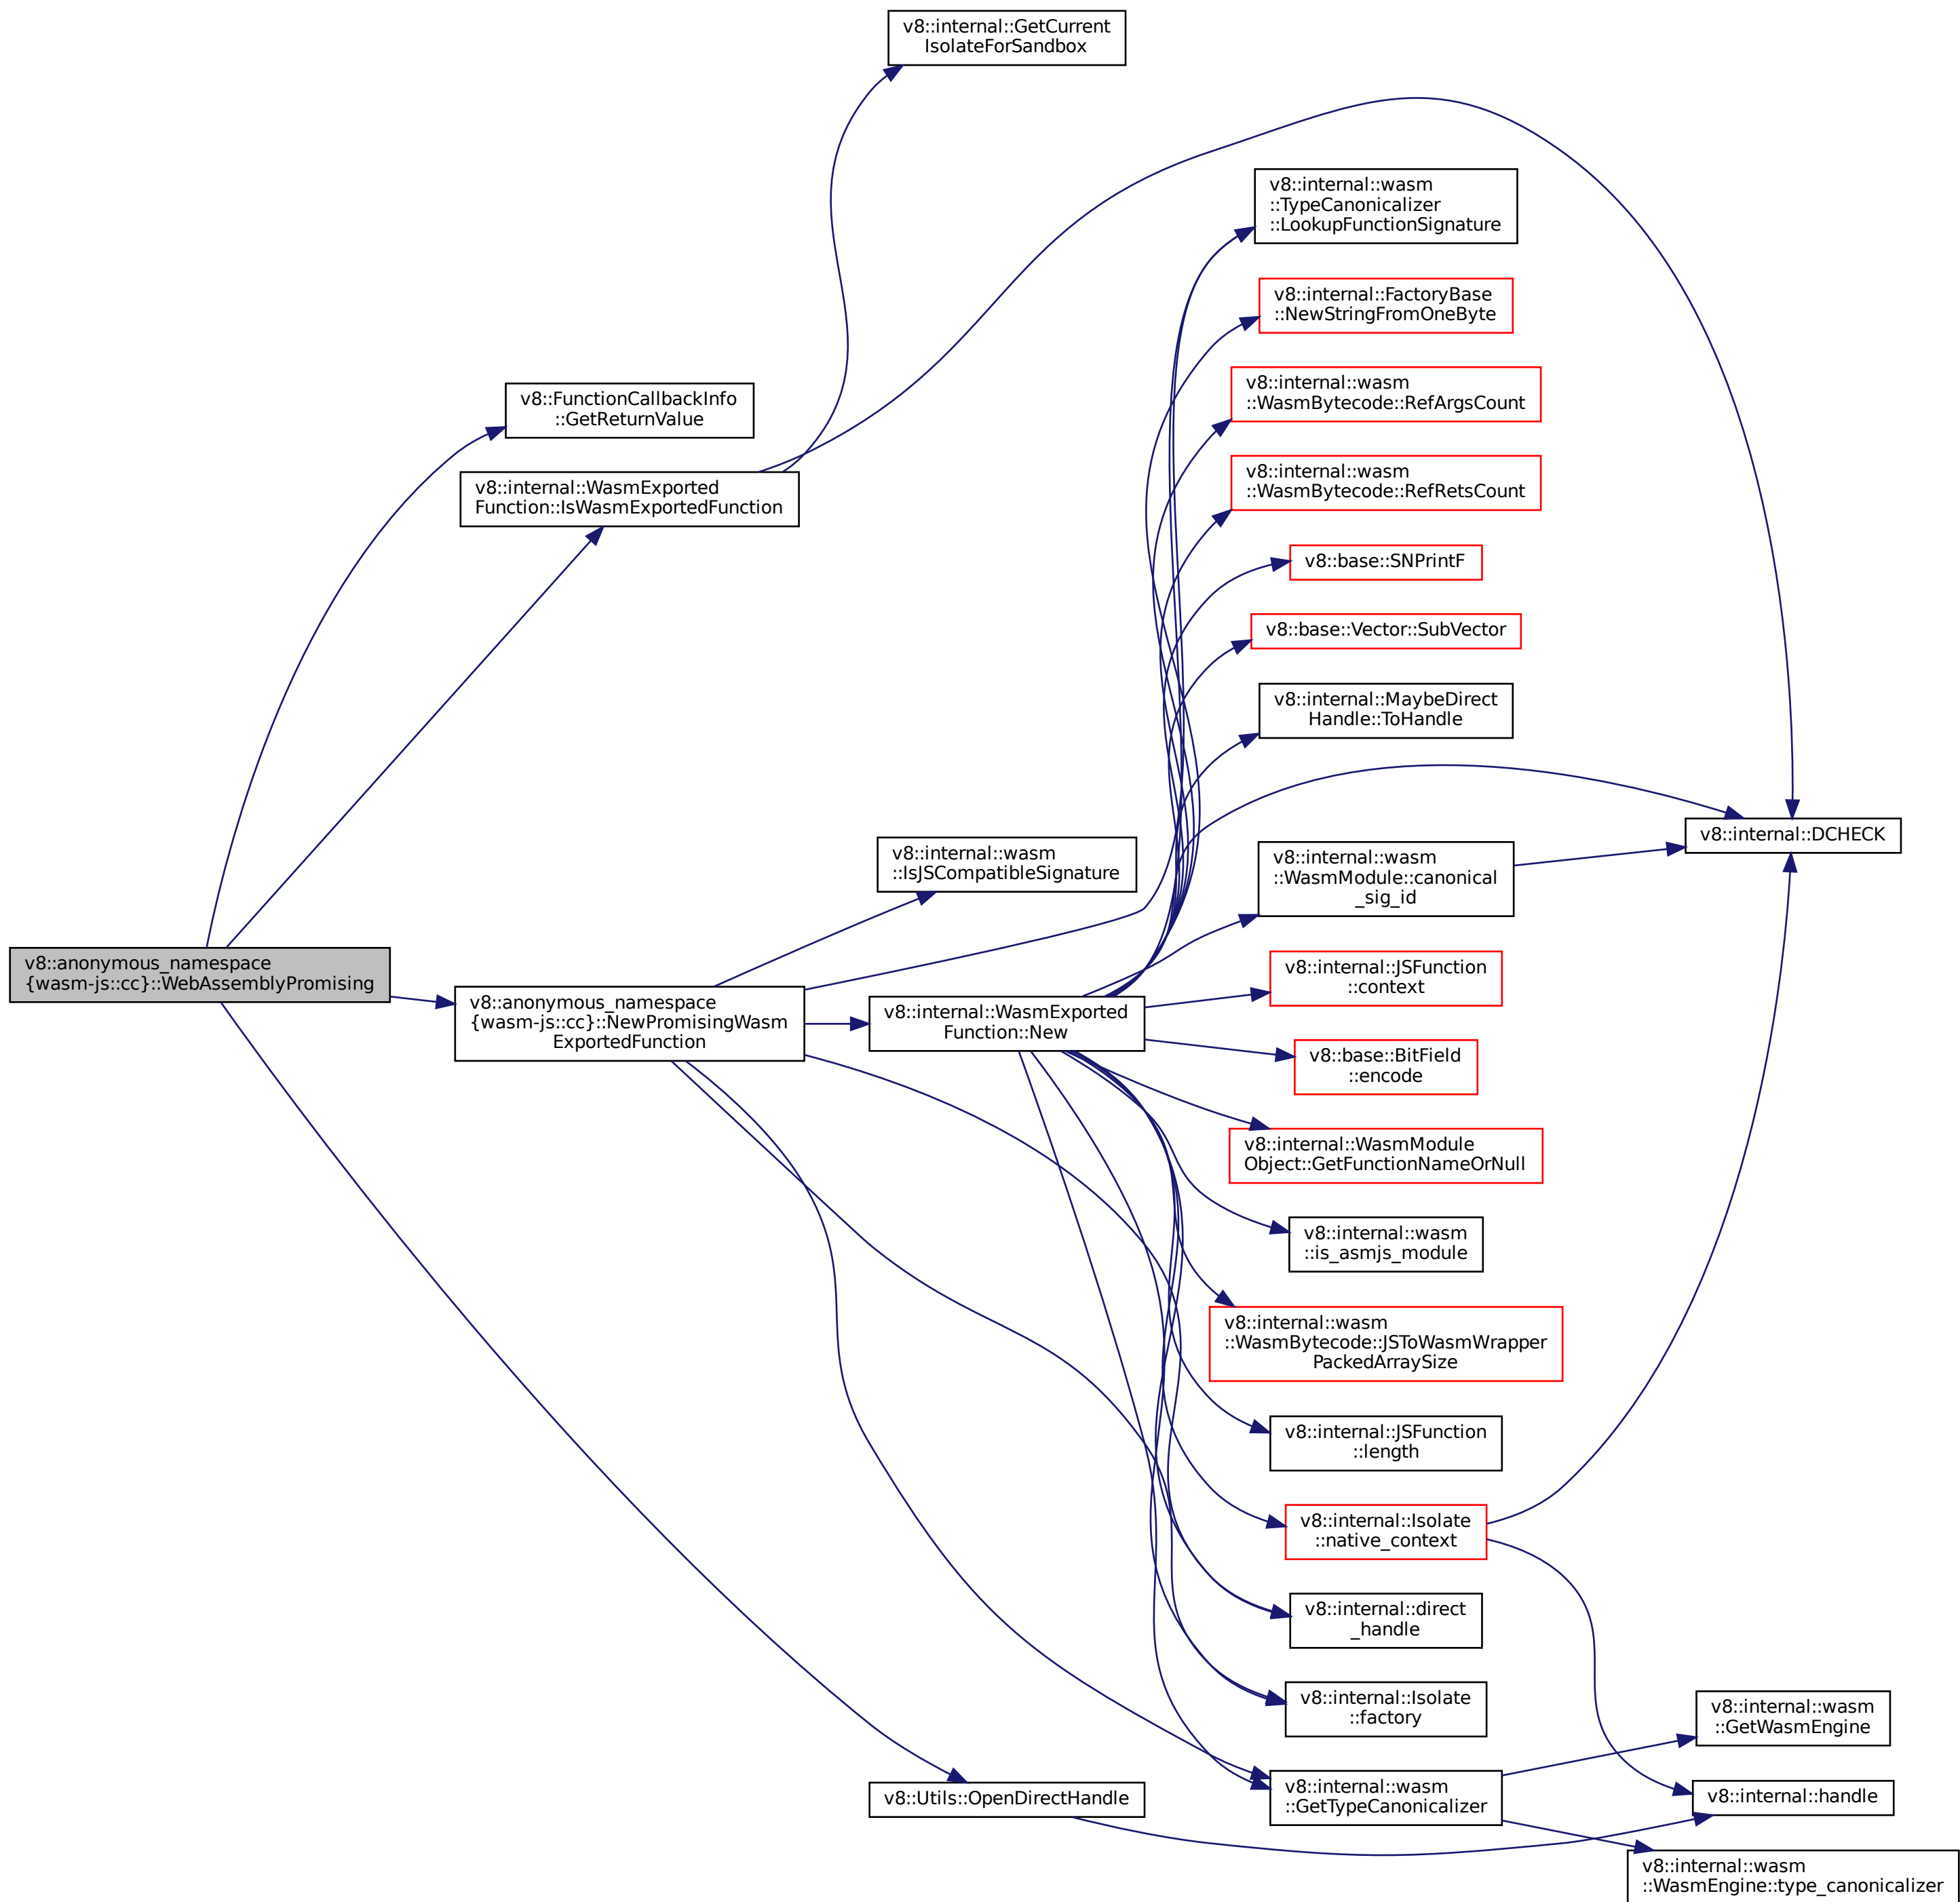 v8::internal::GetCurrent
IsolateForSandbox
v8::internal::wasm
::TypeCanonicalizer
::LookupFunctionSignature
v8::internal::FactoryBase
::NewStringFromOneByte
v8::FunctionCallbackInfo
::GetReturnValue
v8::internal::wasm
::WasmBytecode::RefArgsCount
v8::internal::WasmExported
Function::IsWasmExportedFunction
v8::internal::wasm
::WasmBytecode::RefRetsCount
v8::base::SNPrintF
v8::base::Vector::SubVector
v8::internal::MaybeDirect
Handle::ToHandle
v8::internal::DCHECK
v8::internal::wasm
::IsJSCompatibleSignature
v8::internal::wasm
::WasmModule::canonical
_sig_id
v8::anonymous_namespace
{wasm-js::cc}::WebAssemblyPromising
v8::internal::JSFunction
::context
v8::anonymous_namespace
{wasm-js::cc}::NewPromisingWasm
ExportedFunction
v8::internal::WasmExported
Function::New
v8::base::BitField
::encode
v8::internal::WasmModule
Object::GetFunctionNameOrNull
v8::internal::wasm
::is_asmjs_module
v8::internal::wasm
::WasmBytecode::JSToWasmWrapper
PackedArraySize
v8::internal::JSFunction
::length
v8::internal::Isolate
::native_context
v8::internal::direct
_handle
v8::internal::Isolate
::factory
v8::internal::wasm
::GetWasmEngine
v8::Utils::OpenDirectHandle
v8::internal::wasm
::GetTypeCanonicalizer
v8::internal::handle
v8::internal::wasm
::WasmEngine::type_canonicalizer